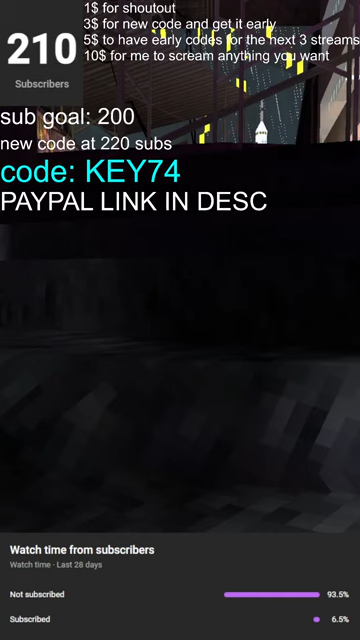 1$ for shoutout
3$ for new code and get it early
5$ to have early codes for the next 3 streams
10$ for me to scream anything you want
210
Subscribers
sub goal: 200
new code at 220 subs
code: KEY74
PAYPAL LINK IN DESC
Watch time from subscribers
Watch time · Last 28 days
Not subscribed 93.5%
Subscribed 6.5%